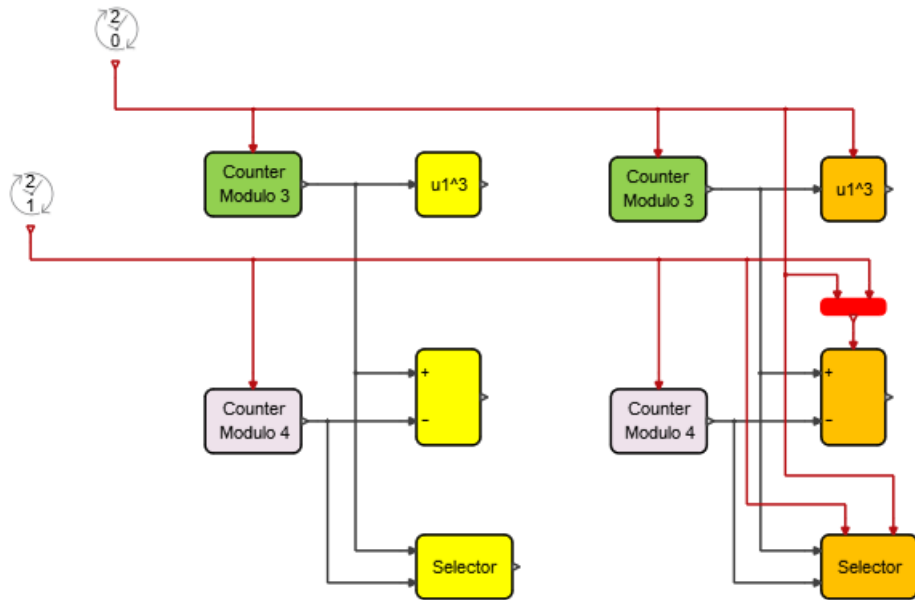 2
0
Counter
Modulo 3
u1^3
Counter
Modulo 3
u1^3
2
1
+
−
Counter
Modulo 4
+
−
Counter
Modulo 4
Selector
Selector